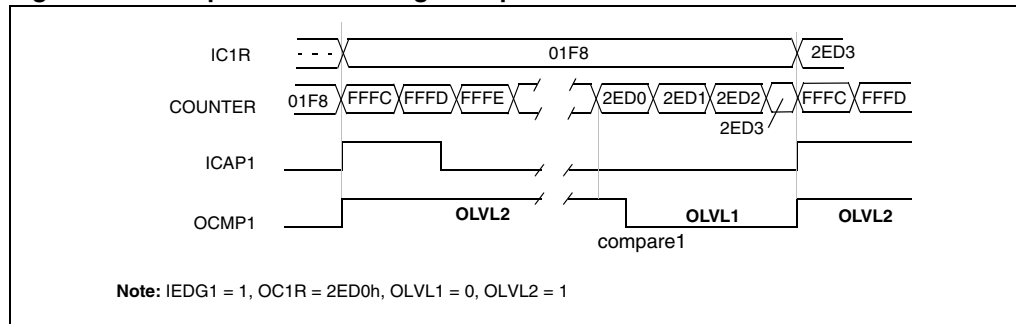 IC1R - - - - 01F8 2ED3
COUNTER 01F8 FFFC FFFD FFFE 2ED0 2ED1 2ED2 FFFC FFFD
2ED3
ICAP1
OCMP1 OLVL2 OLVL1 OLVL2
compare1
Note: IEDG1 = 1, OC1R = 2ED0h, OLVL1 = 0, OLVL2 = 1